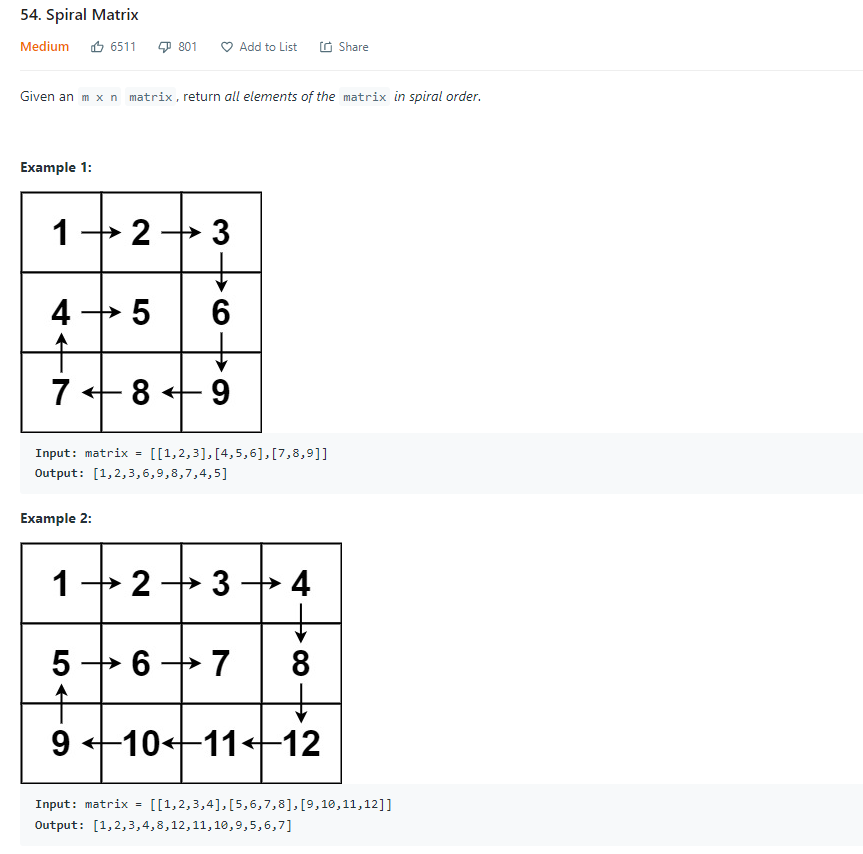 54. Spiral Matrix
Medium 6511 801 Add to List Share
Given an m x n matrix, return all elements of the matrix in spiral order.
Example 1:
1 2 3
4 5 6
7 8 9
Input: matrix = [[1,2,3],[4,5,6],[7,8,9]]
Output: [1,2,3,6,9,8,7,4,5]
Example 2:
1 2 3 4
5 6 7 8
9 10 11 12
Input: matrix = [[1,2,3,4],[5,6,7,8],[9,10,11,12]]
Output: [1,2,3,4,8,12,11,10,9,5,6,7]